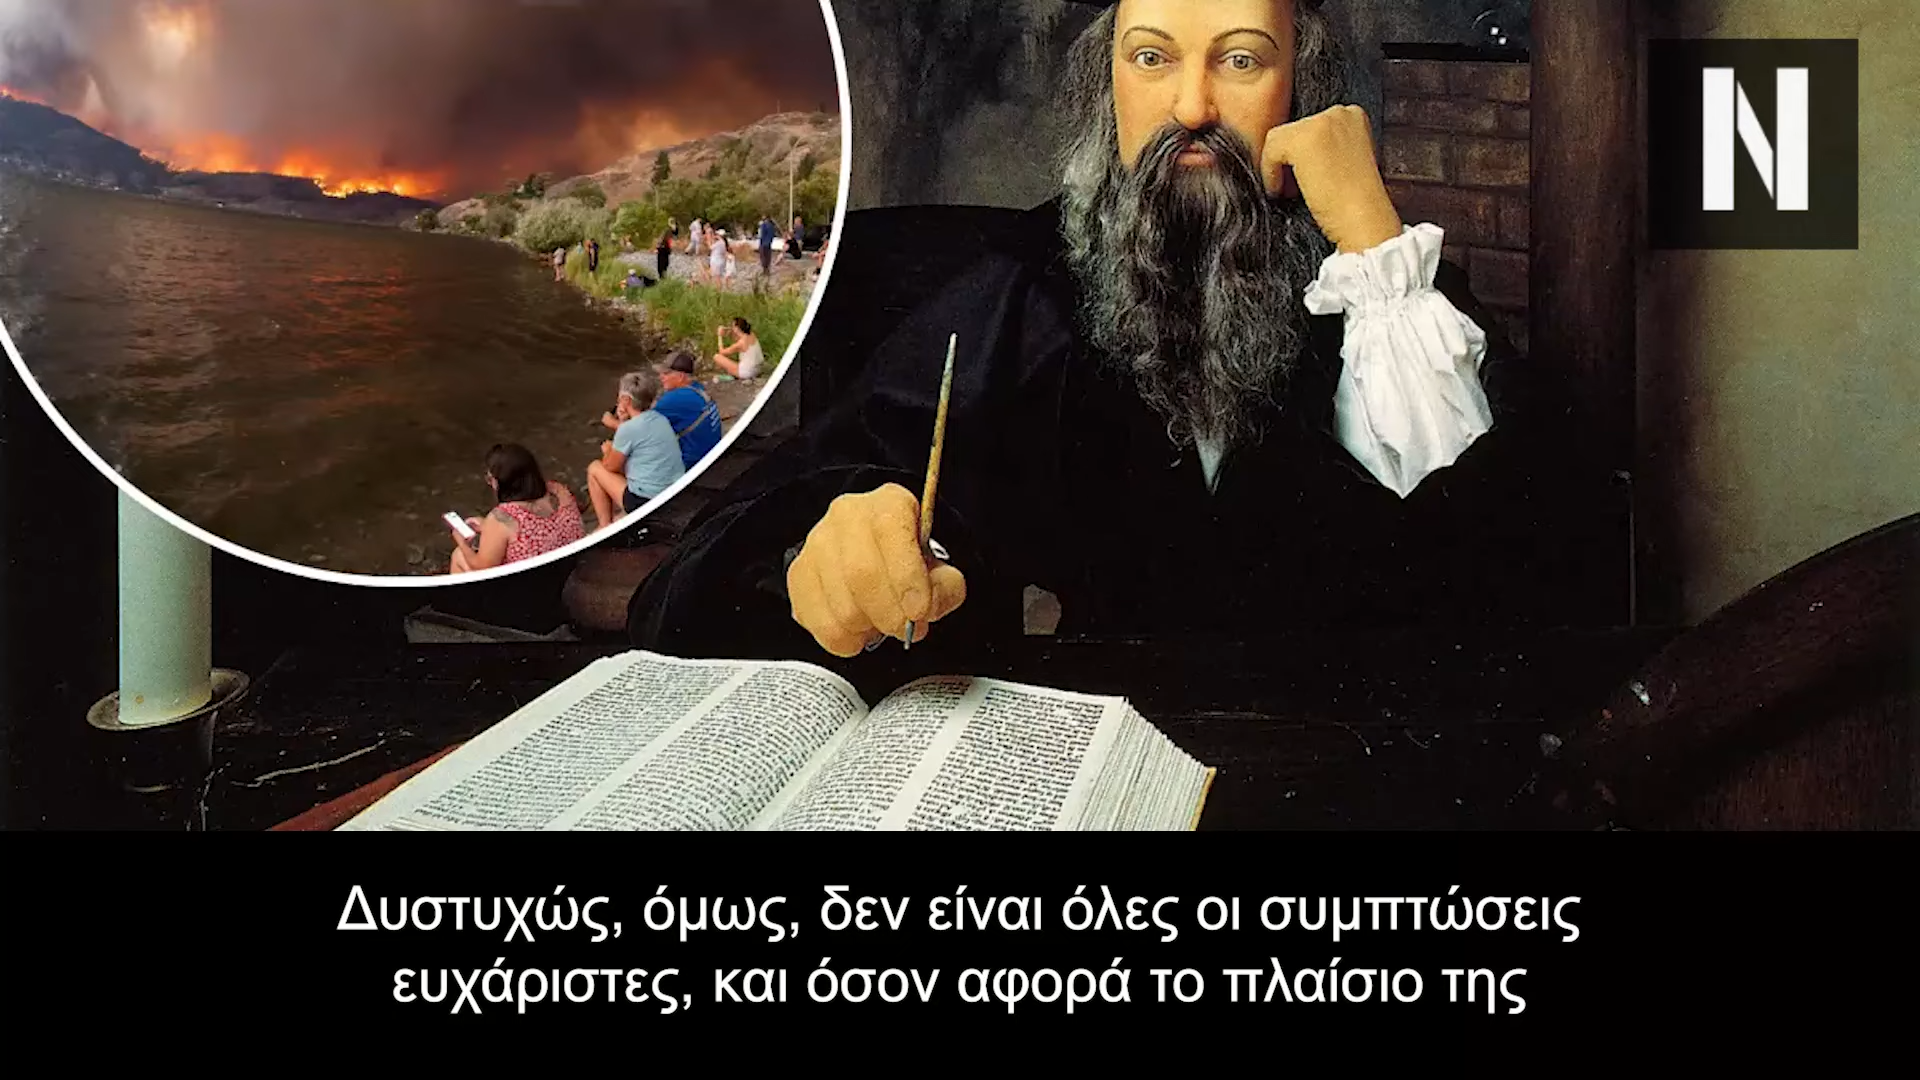 N
Δυστυχώς, όμως, δεν είναι όλες οι συμπτώσεις
ευχάριστες, και όσον αφορά το πλαίσιο της